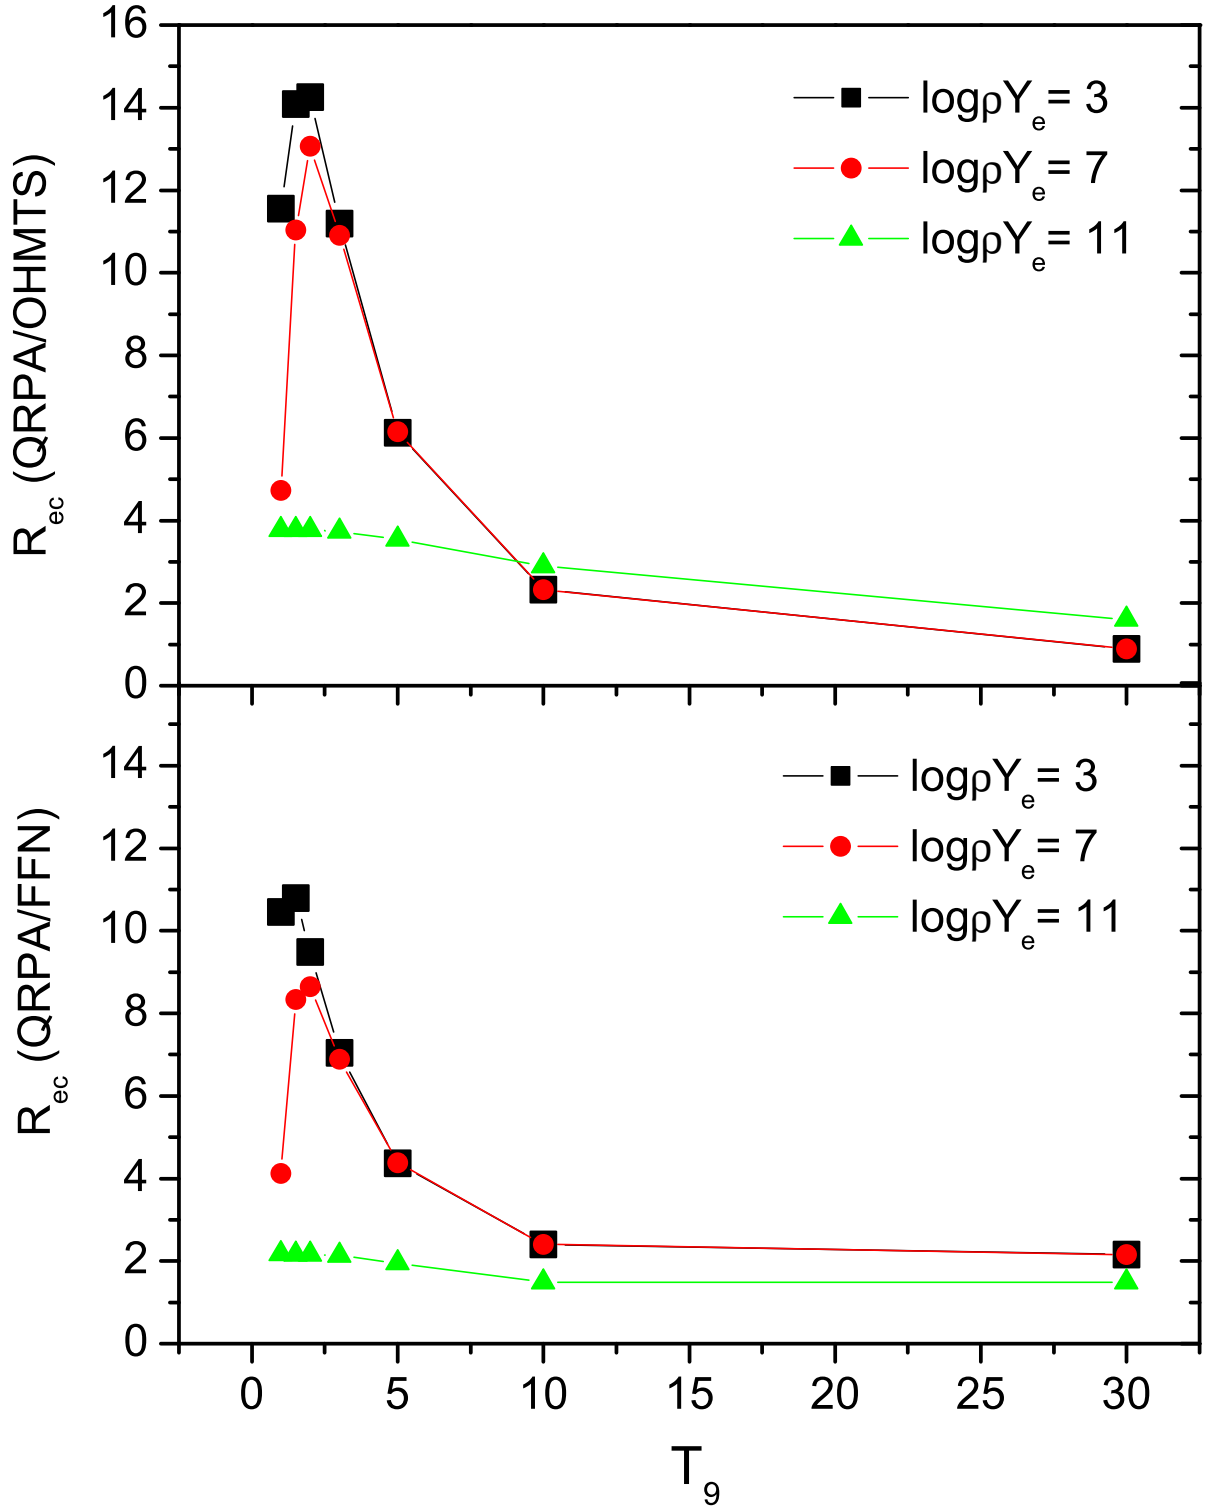 R_ec (QRPA/OHMTS)
16
14
12
10
8
6
4
2
0
logρY_e= 3
logρY_e= 7
logρY_e= 11
R_ec (QRPA/FFN)
14
12
10
8
6
4
2
0
logρY_e= 3
logρY_e= 7
logρY_e= 11
0 5 10 15 20 25 30
T_9